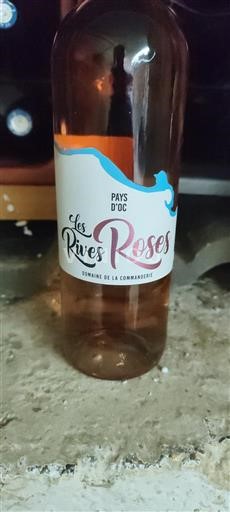 PAYS
D'OC
Les
Rives Roses
DOMAINE DE LA COMMANDERIE